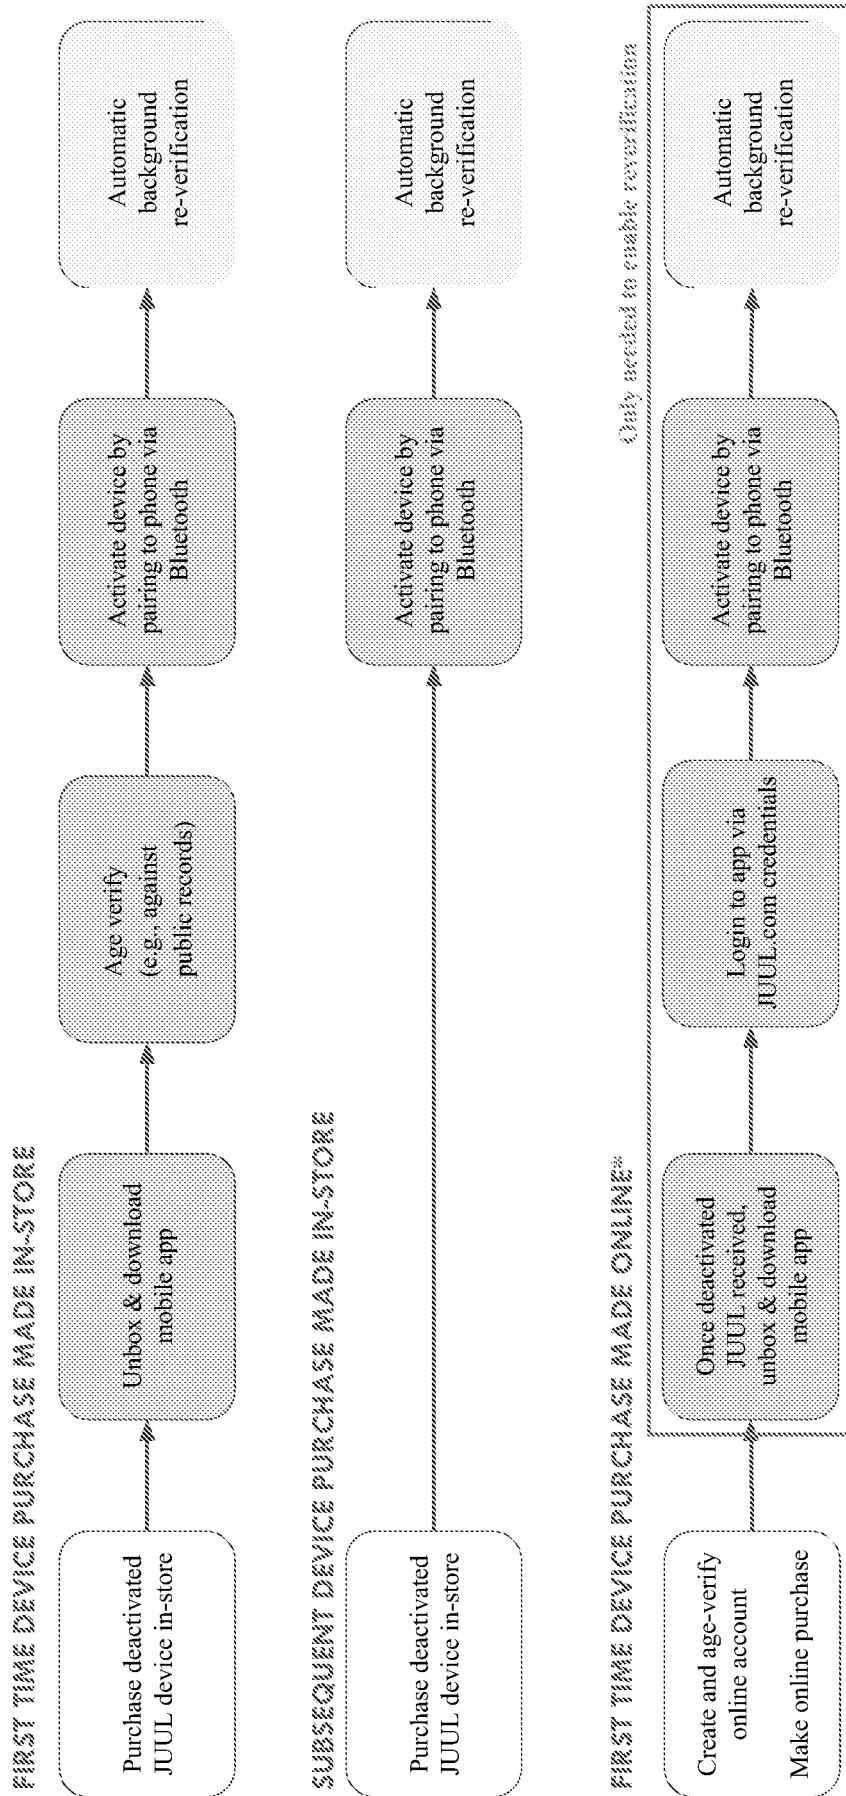 FIRST TIME DEVICE PURCHASE MADE IN-STORE
Purchase deactivated
JUUL device in-store
Unbox & download
mobile app
Age verify
(e.g., against
public records)
Activate device by
pairing to phone via
Bluetooth
Automatic
background
re-verification
SUBSEQUENT DEVICE PURCHASE MADE IN-STORE
Purchase deactivated
JUUL device in-store
Activate device by
pairing to phone via
Bluetooth
Automatic
background
re-verification
FIRST TIME DEVICE PURCHASE MADE ONLINE*
Only needed to enable reverification
Create and age-verify
online account
Make online purchase
Once deactivated
JUUL received,
unbox & download
mobile app
Login to app via
JUUL.com credentials
Activate device by
pairing to phone via
Bluetooth
Automatic
background
re-verification